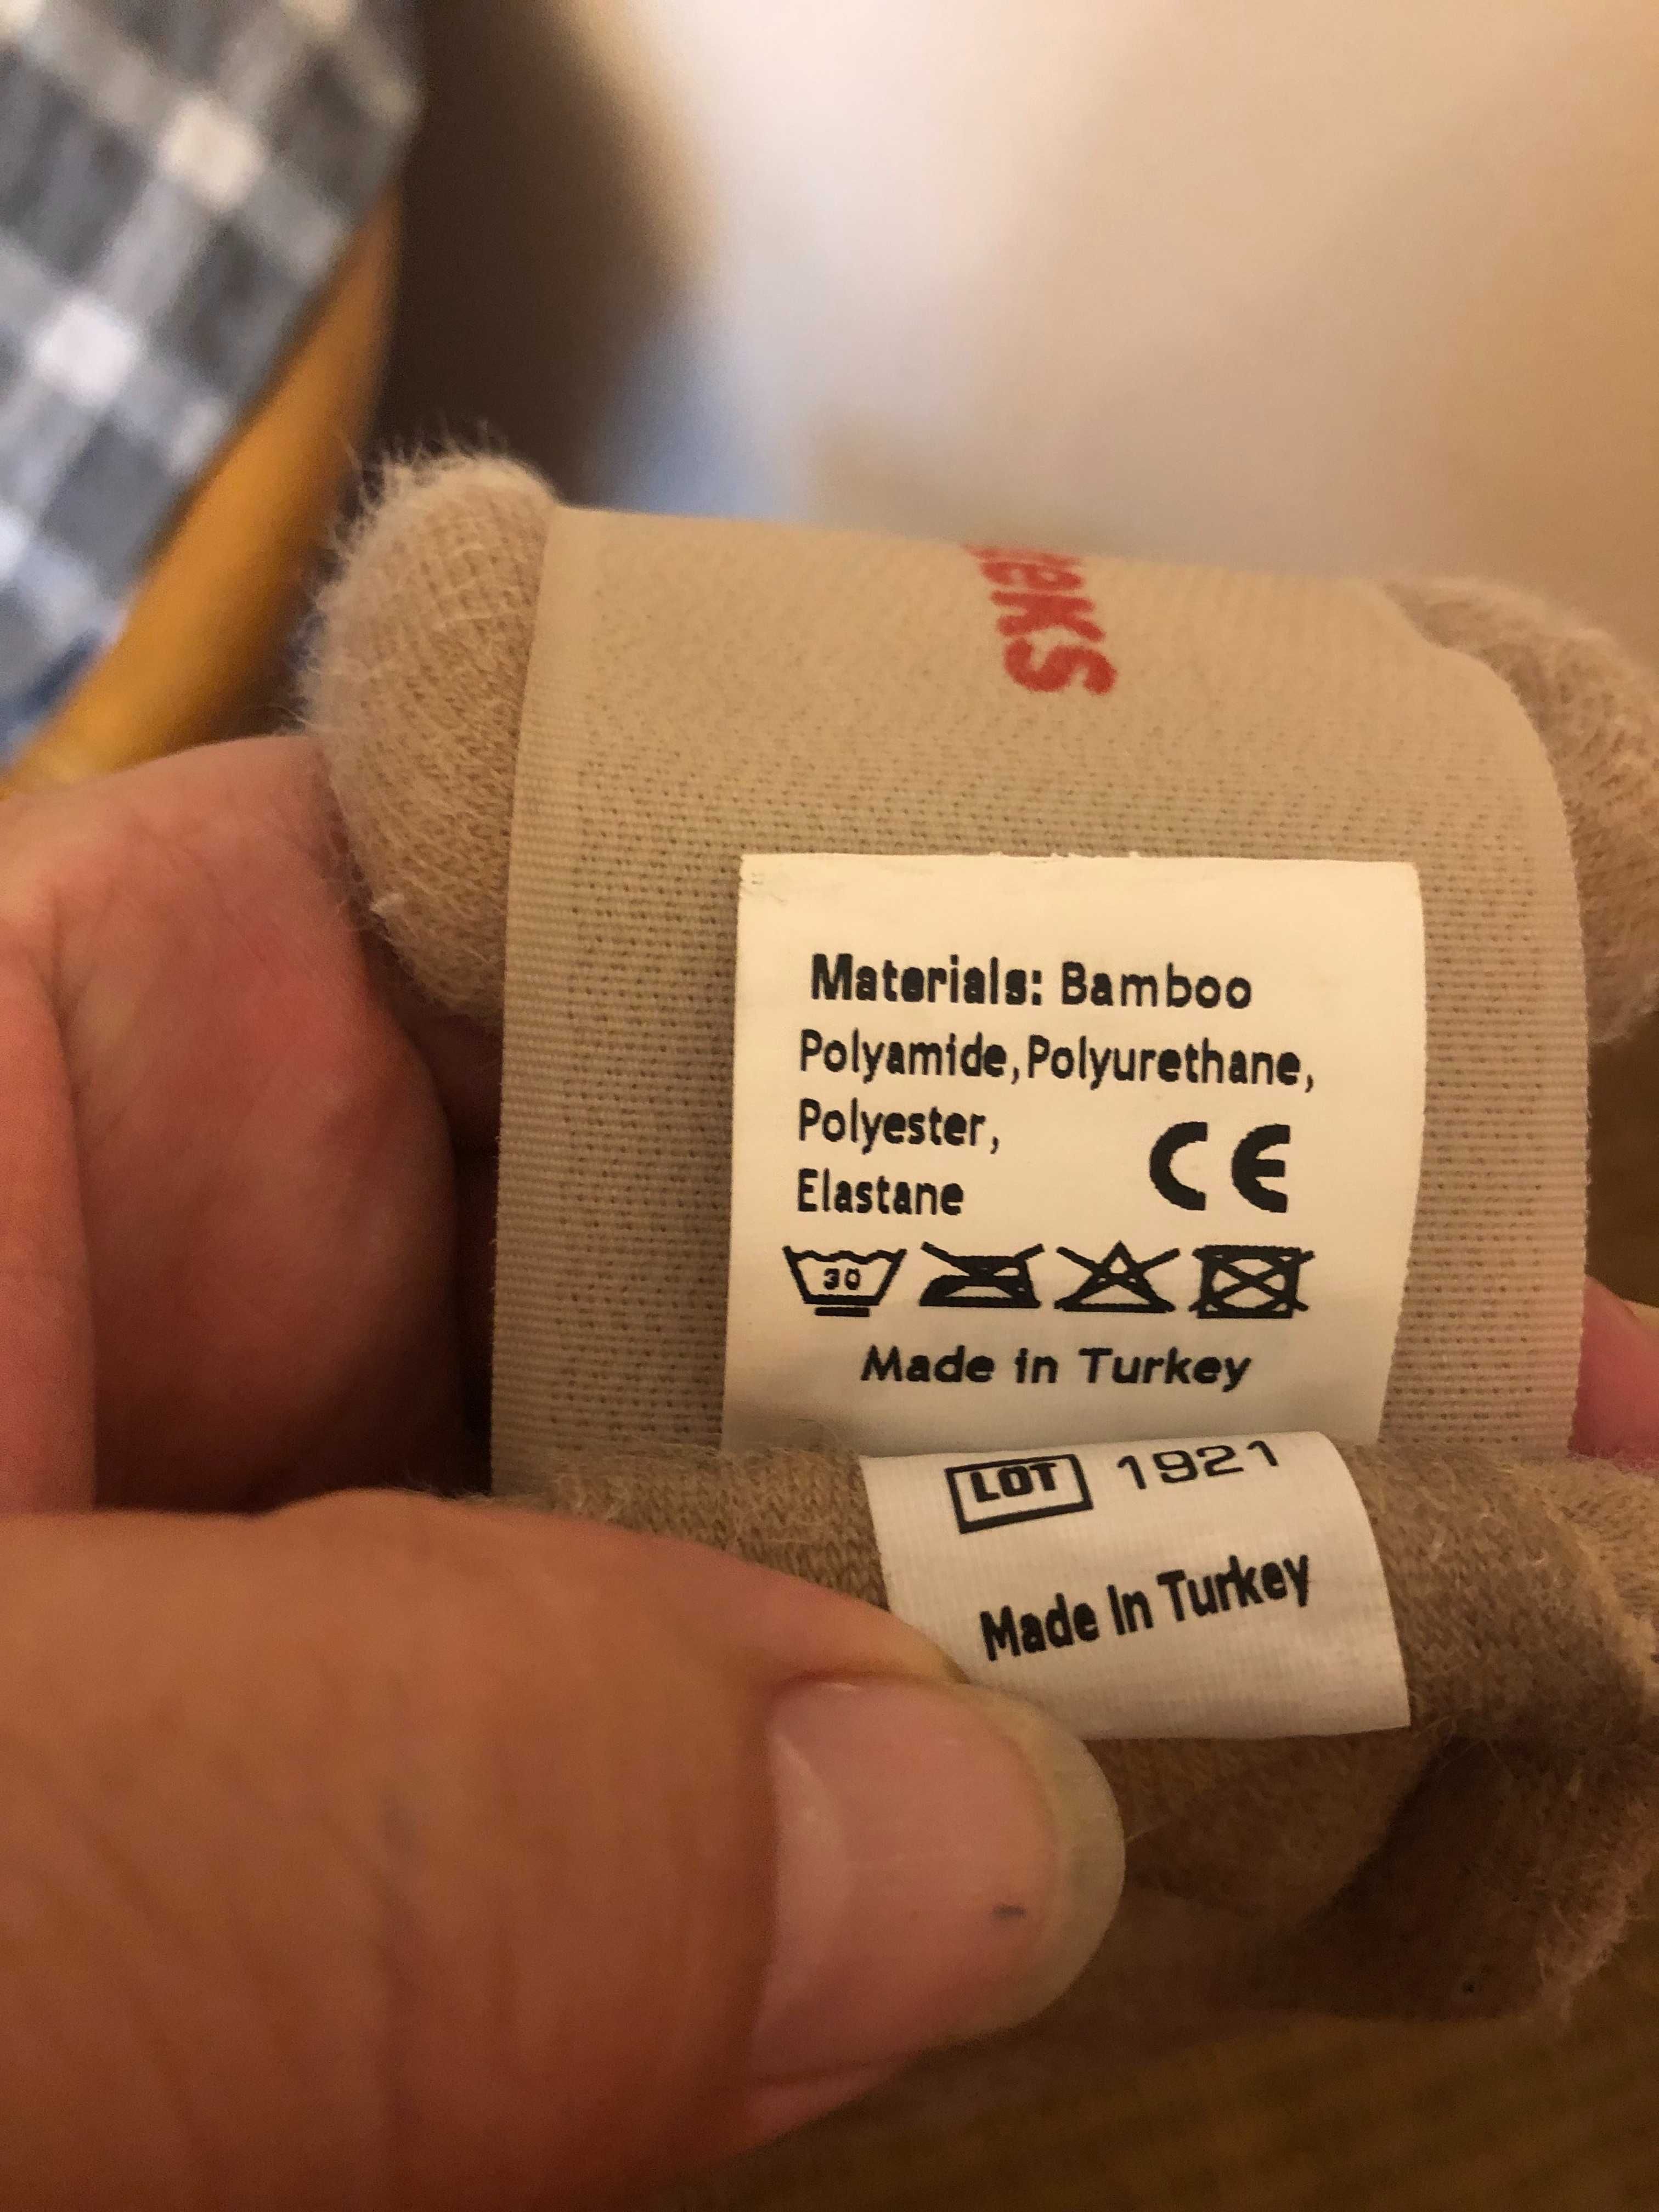 Materials: Bamboo
Polyamide,Polyurethane,
Polyester,
Elastane
CE
30
Made in Turkey
LOT 1921
Made In Turkey